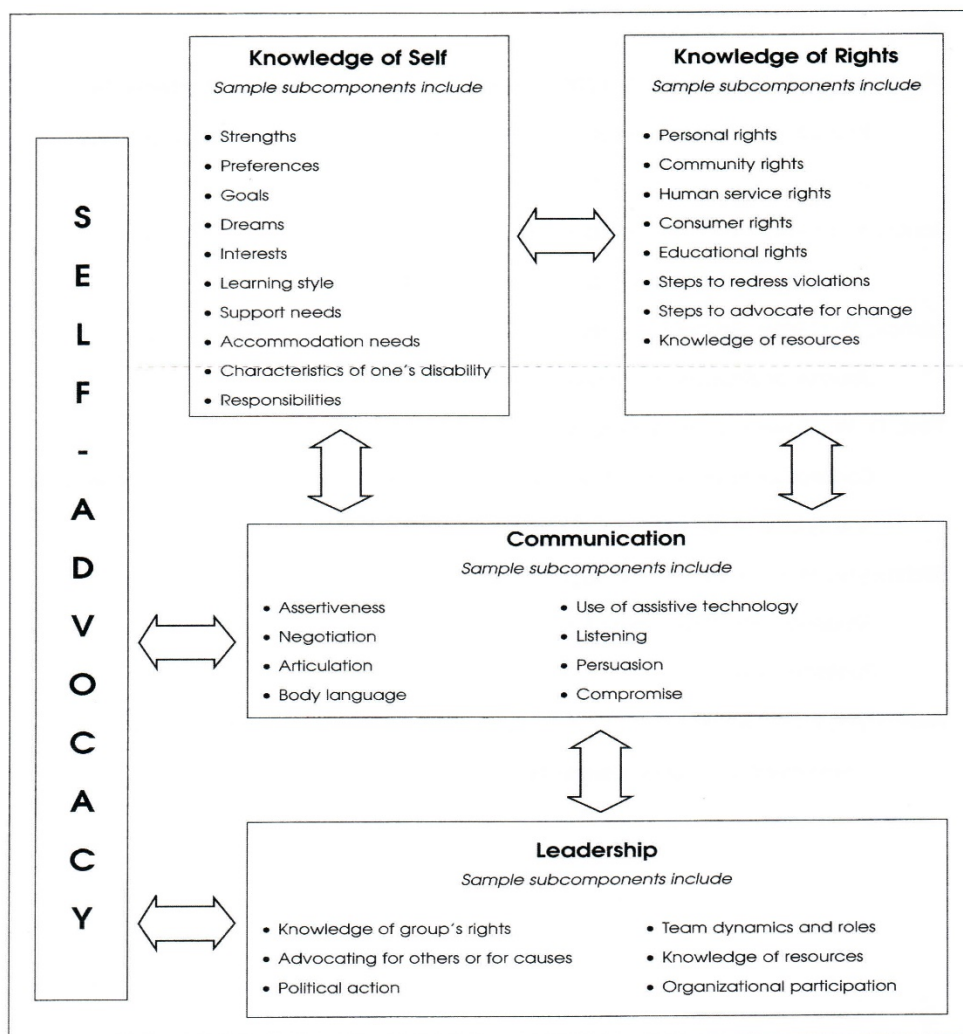 SELF-ADVOCACY
Knowledge of Self
Sample subcomponents include
• Strengths
• Preferences
• Goals
• Dreams
• Interests
• Learning style
• Support needs
• Accommodation needs
• Characteristics of one's disability
• Responsibilities
Knowledge of Rights
Sample subcomponents include
• Personal rights
• Community rights
• Human service rights
• Consumer rights
• Educational rights
• Steps to redress violations
• Steps to advocate for change
• Knowledge of resources
Communication
Sample subcomponents include
• Assertiveness
• Negotiation
• Articulation
• Body language
• Use of assistive technology
• Listening
• Persuasion
• Compromise
Leadership
Sample subcomponents include
• Knowledge of group's rights
• Advocating for others or for causes
• Political action
• Team dynamics and roles
• Knowledge of resources
• Organizational participation